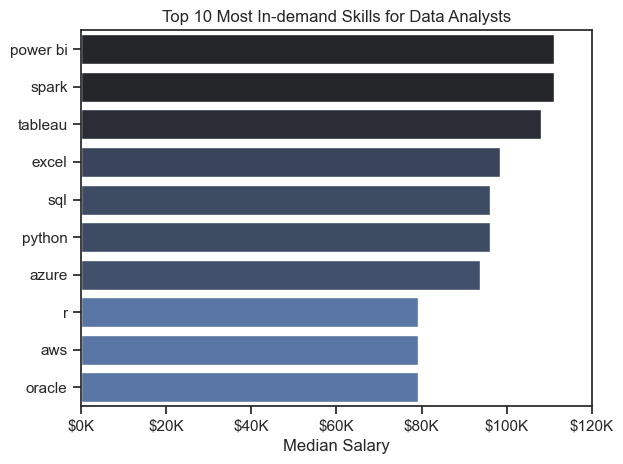 Top 10 Most In-demand Skills for Data Analysts
power bi
spark
tableau
excel
sql
python
azure
r
aws
oracle
$0K $20K $40K $60K $80K $100K $120K
Median Salary